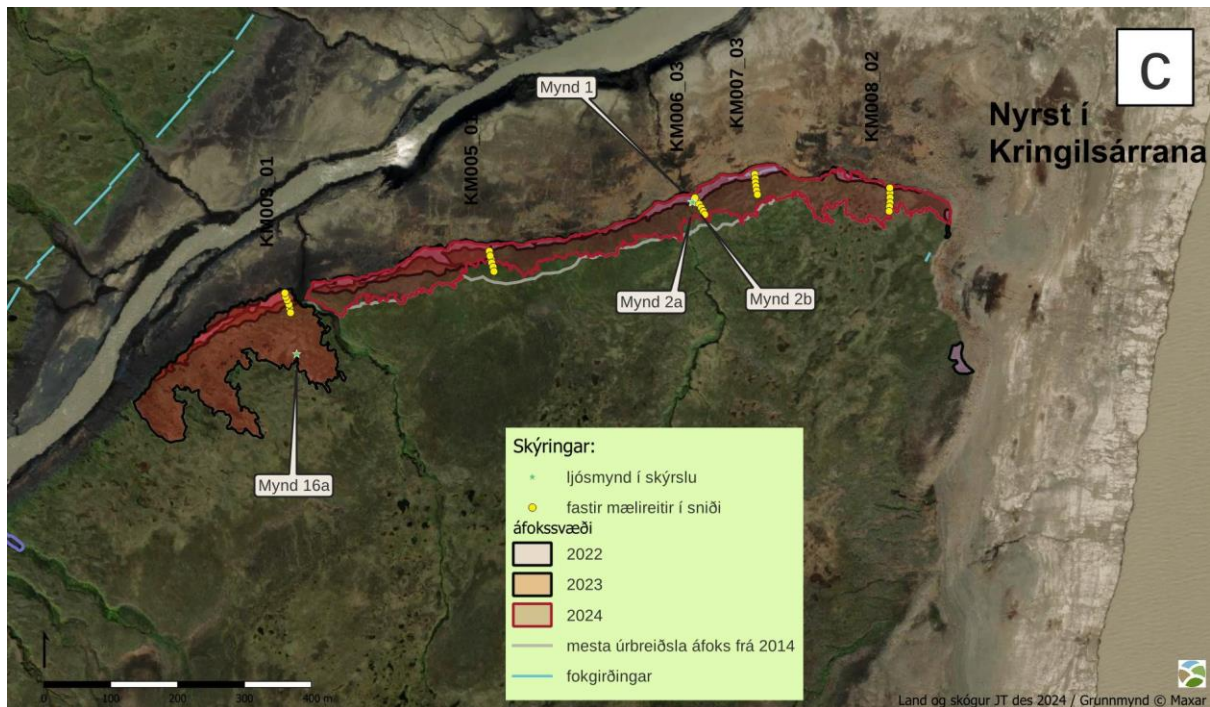 C
Nyrst í
Kringilsárrana
Mynd 1
KM003_01
KM005_01
KM006_03
KM007_03
KM008_02
Mynd 2a
Mynd 2b
Mynd 16a
Skýringar:
ljósmynd í skýrslu
fastir mælireitir í sniði
áfokssvæði
2022
2023
2024
mesta úrbreiðsla áfoks frá 2014
fokgirðingar
0 100 200 300 400 m
Land og skógur JT des 2024 / Grunnmynd © Maxar